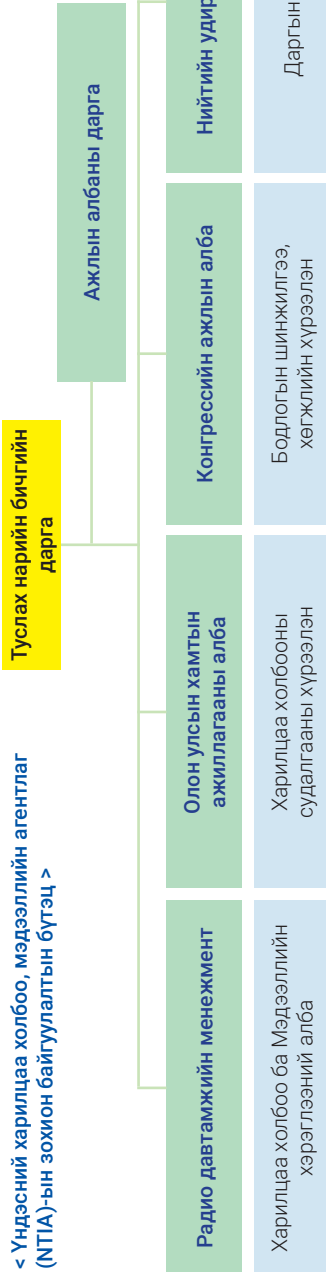 < Үндэсний харилцаа холбоо, мэдээллийн агентлаг
(NTIA)-ын зохион байгуулалтын бүтэц >
Туслах нарийн бичгийн
дарга
Ажлын албаны дарга
Радио давтамжийн менежмент
Олон улсын хамтын
ажиллагааны алба
Конгрессийн ажлын алба
Нийтийн удир
Харилцаа холбоо ба Мэдээллийн
хэрэглээний алба
Харилцаа холбооны
судалгааны хүрээлэн
Бодлогын шинжилгээ,
хөгжлийн хүрээлэн
Даргын